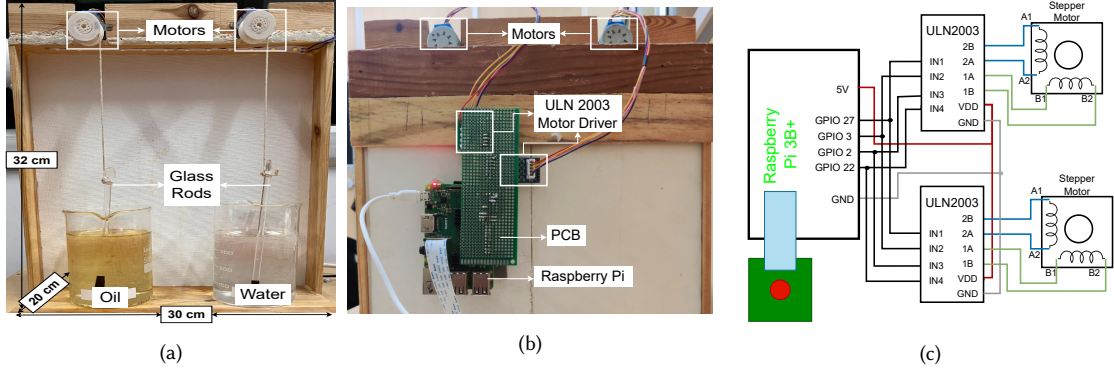 Motors
32 cm
Glass
Rods
20 cm
Oil
Water
30 cm
(a)
Motors
ULN 2003
Motor Driver
PCB
Raspberry Pi
(b)
Raspberry
Pi 3B+
5V
GPIO 27
GPIO 3
GPIO 2
GPIO 22
GND
ULN2003
2B
2A
1A
1B
VDD
GND
IN1
IN2
IN3
IN4
Stepper
Motor
A1
A2
B1
B2
ULN2003
2B
2A
1A
1B
VDD
GND
IN1
IN2
IN3
IN4
Stepper
Motor
A1
A2
B1
B2
(c)